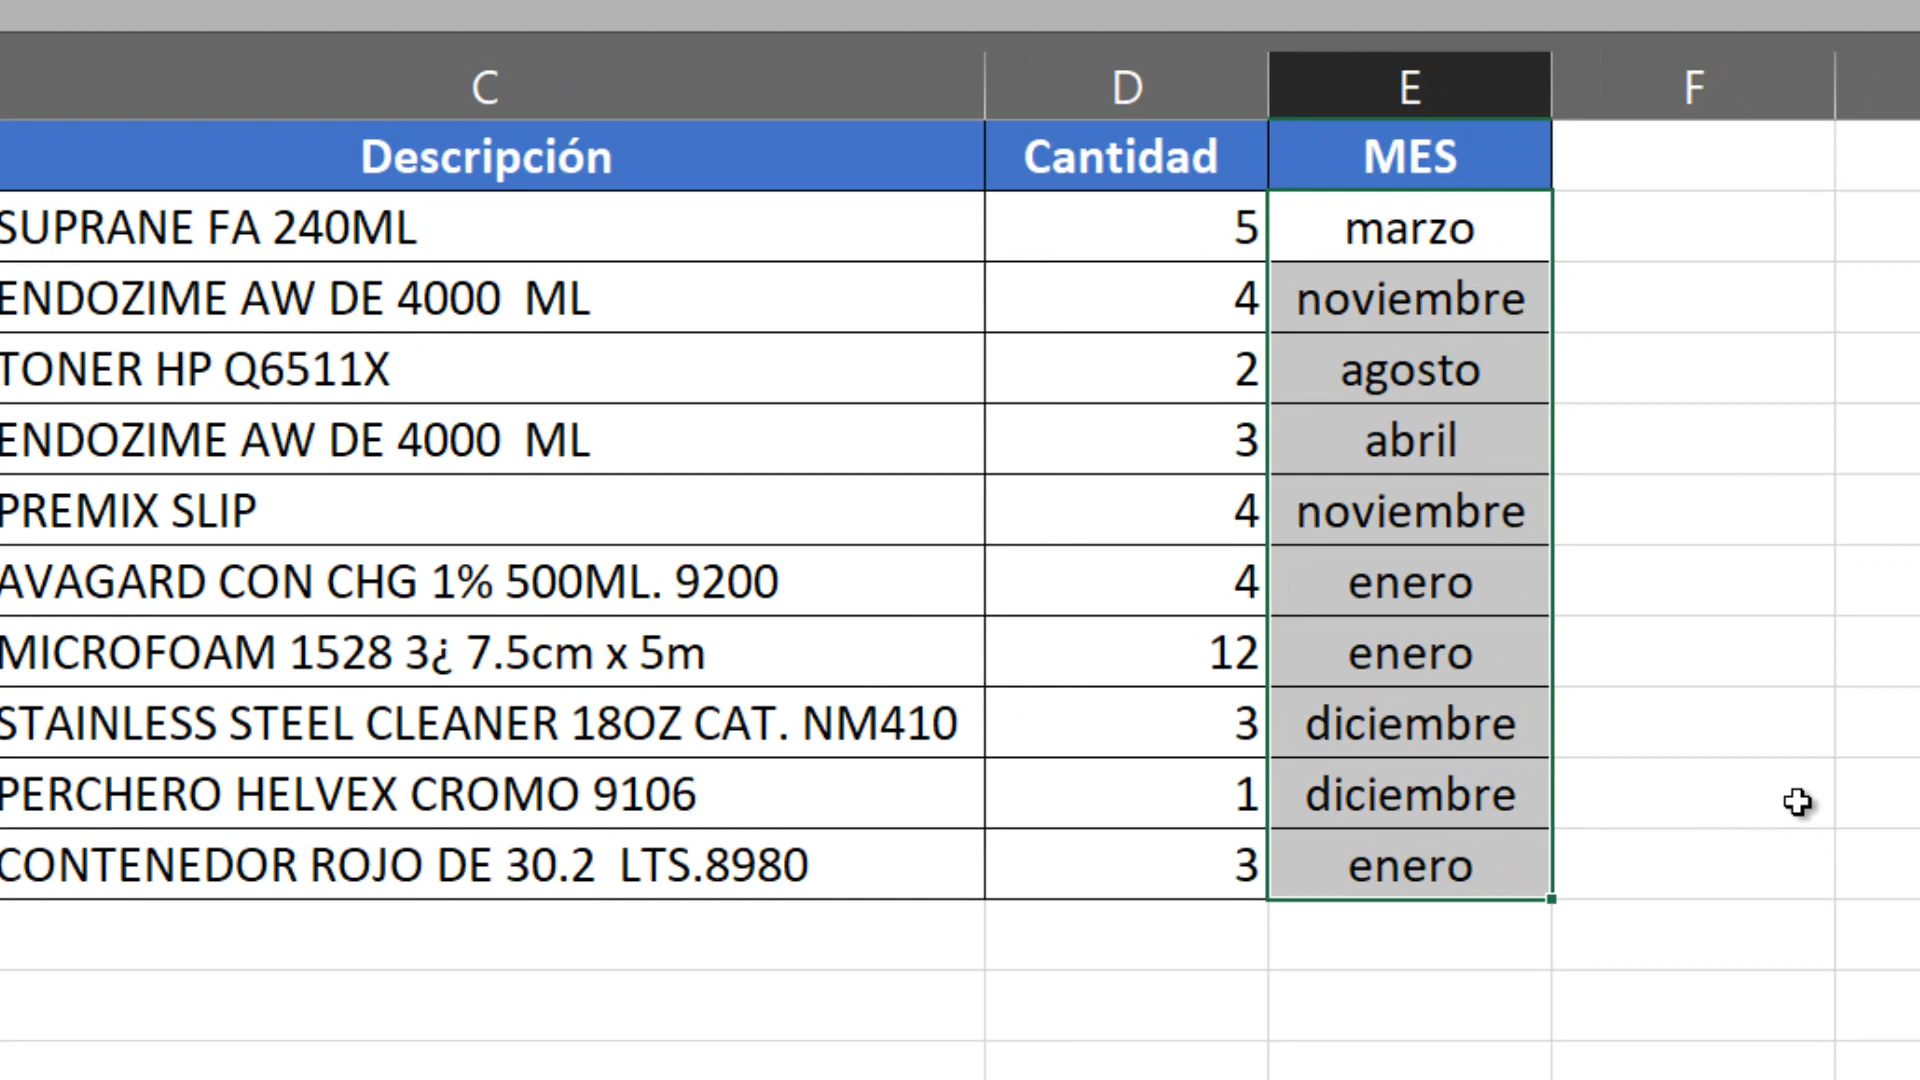 C D E F
Descripción Cantidad MES
SUPRANE FA 240ML 5 marzo
ENDOZIME AW DE 4000  ML 4 noviembre
TONER HP Q6511X 2 agosto
ENDOZIME AW DE 4000  ML 3 abril
PREMIX SLIP 4 noviembre
AVAGARD CON CHG 1% 500ML. 9200 4 enero
MICROFOAM 1528 3¿ 7.5cm x 5m 12 enero
STAINLESS STEEL CLEANER 18OZ CAT. NM410 3 diciembre
PERCHERO HELVEX CROMO 9106 1 diciembre
CONTENEDOR ROJO DE 30.2  LTS.8980 3 enero